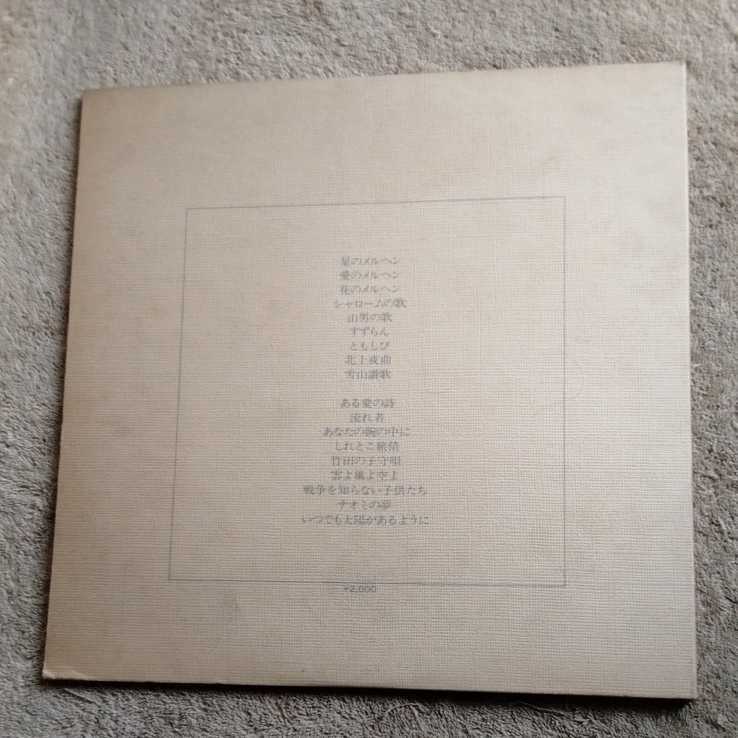 星のメルヘン
愛のメルヘン
花のメルヘン
シャロームの歌
山男の歌
すずらん
ともしび
北上夜曲
雪山讃歌
ある愛の詩
流れ者
あなたの腕の中に
しれとこ旅情
竹田の子守唄
雲よ風よ空よ
戦争を知らない子供たち
ナオミの夢
いつでも太陽があるように
¥2,000